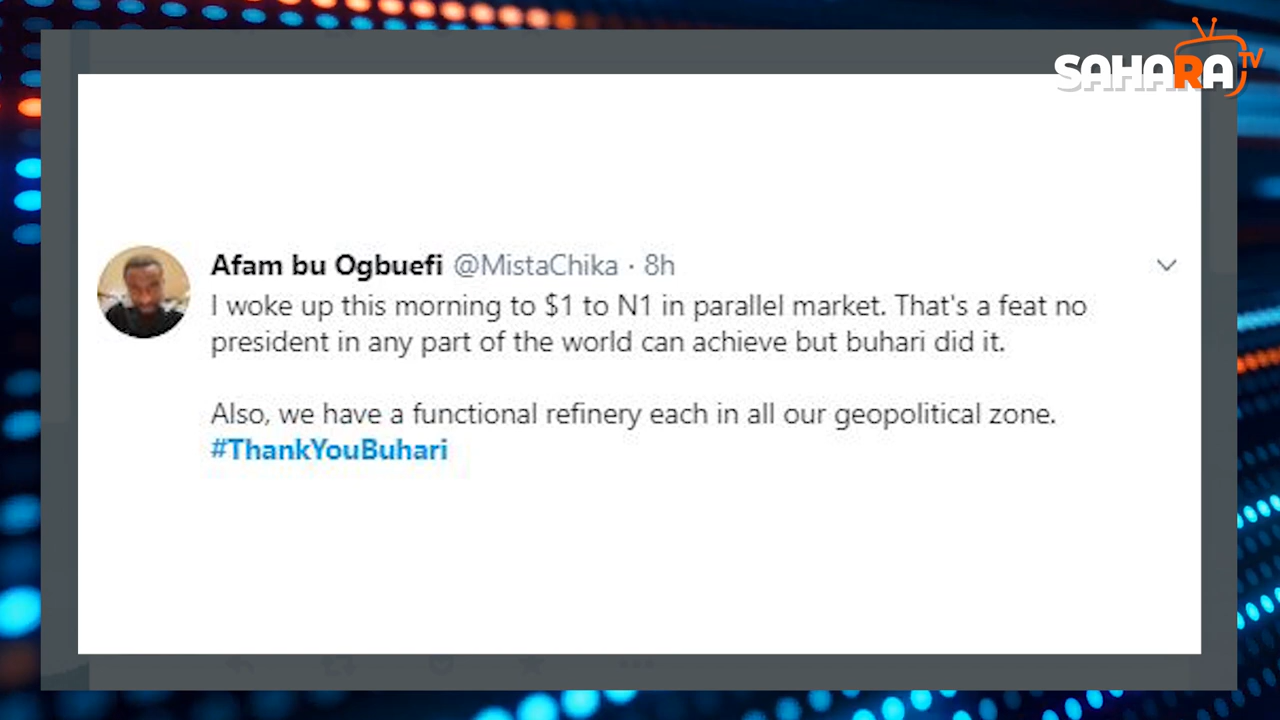 SAHARA TV
Afam bu Ogbuefi @MistaChika · 8h
I woke up this morning to $1 to N1 in parallel market. That's a feat no
president in any part of the world can achieve but buhari did it.
Also, we have a functional refinery each in all our geopolitical zone.
#ThankYouBuhari